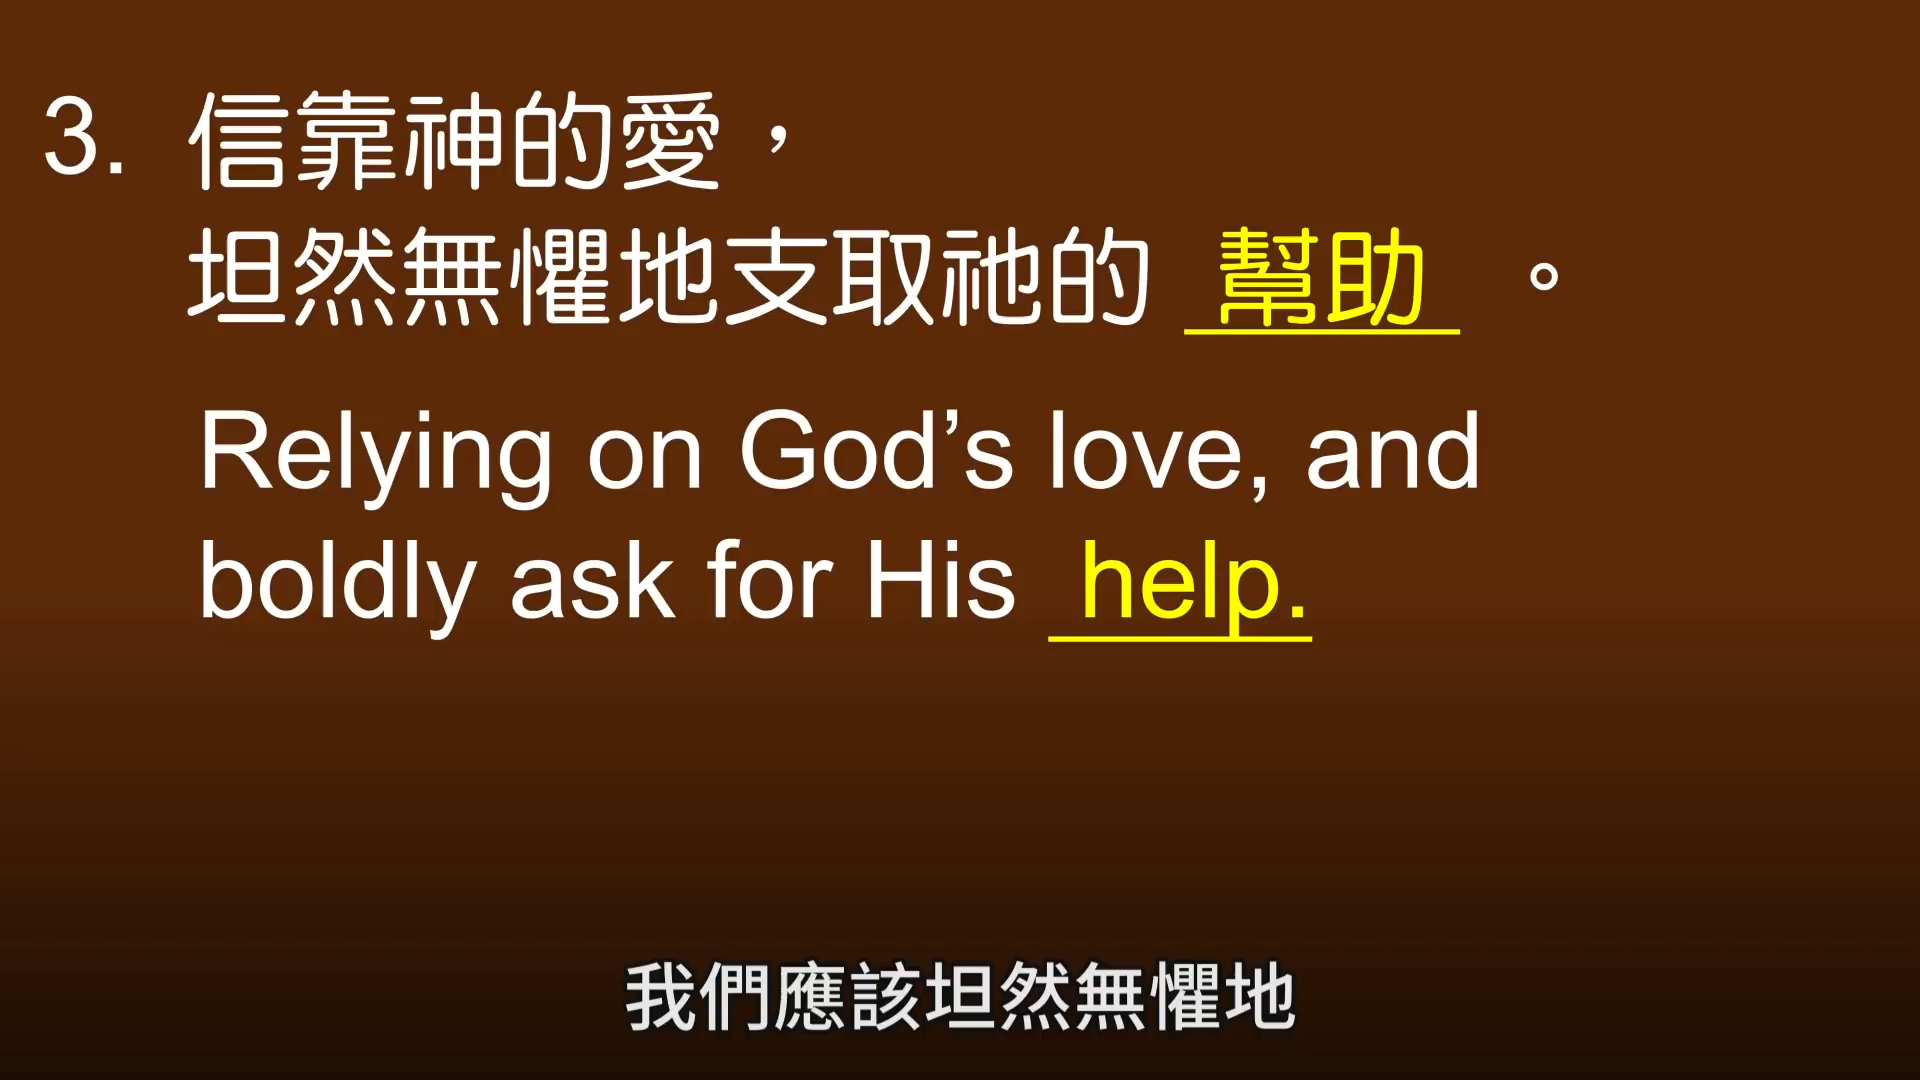 3. 信靠神的愛，
坦然無懼地支取祂的 幫助 。
Relying on God’s love, and
boldly ask for His help.
我們應該坦然無懼地